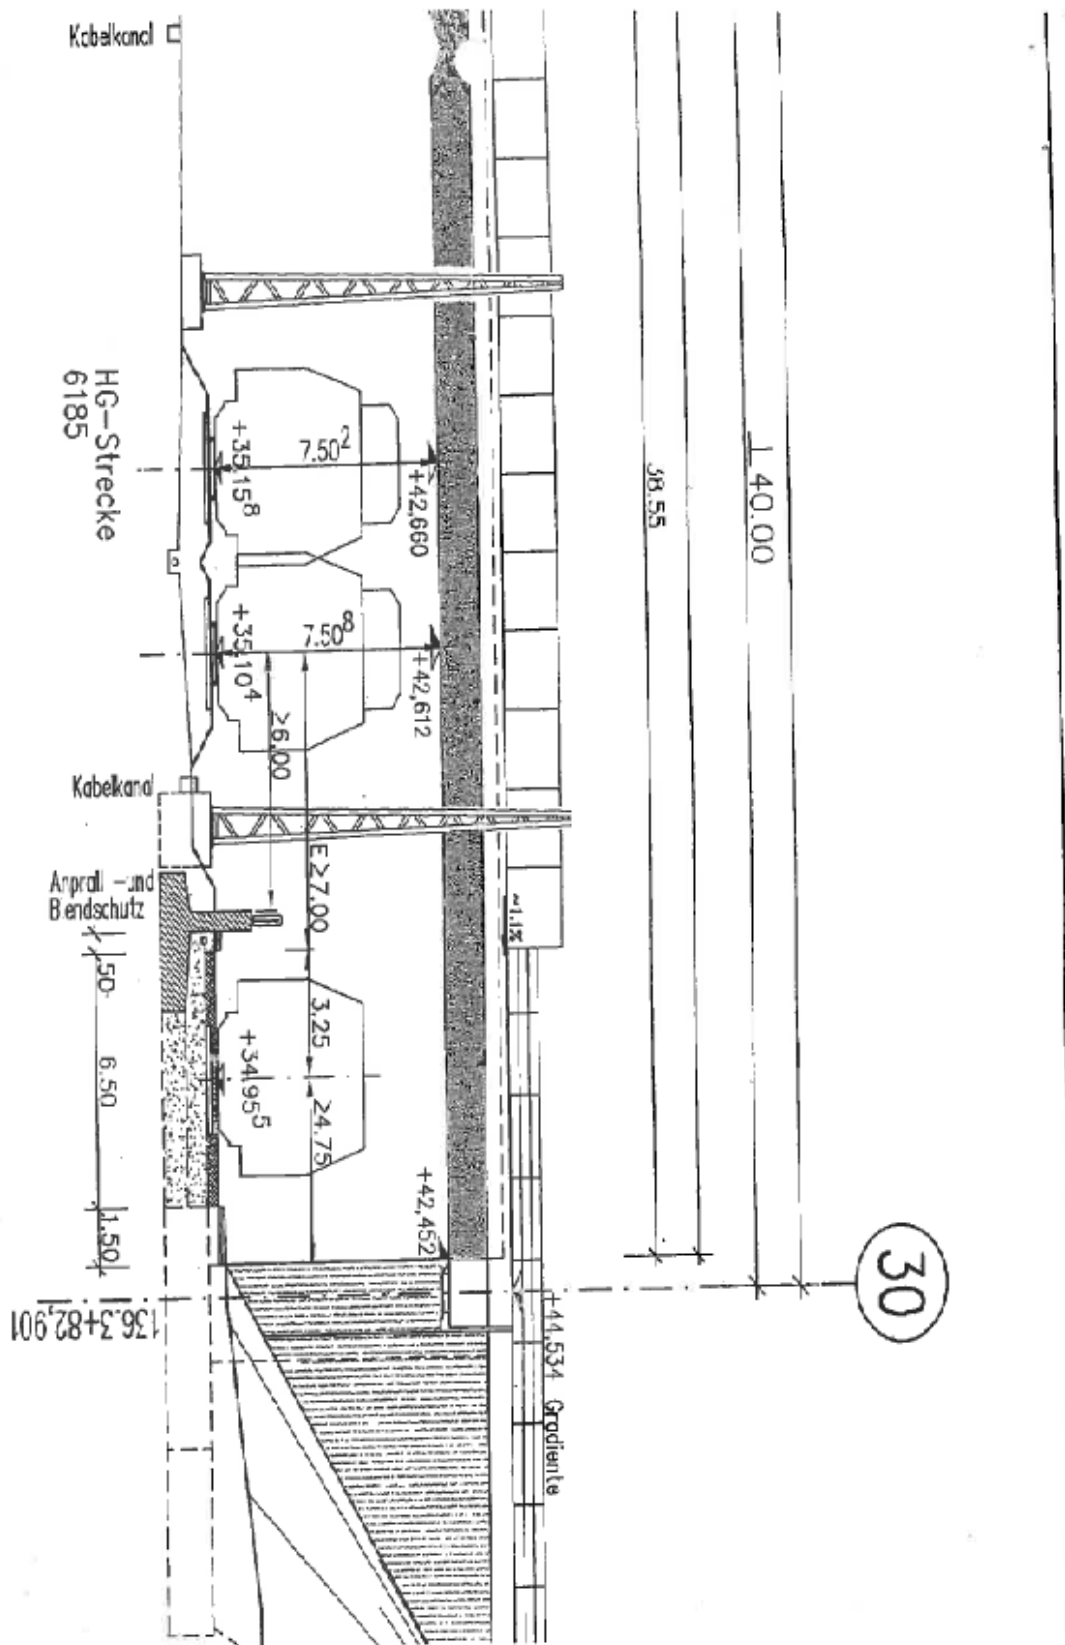 Kabelkanal
HG-Strecke
6185
+35,15⁸
7.50²
+42,660
+35,10⁴
7.50⁸
+42,612
>6.00
Kabelkanal
E≥7.00
Anprall-und
Blendschutz
~1.1%
50
6.50
1.50
3,25
+34.95⁵
≥4,75
+42,452
136.3+82,901
+44,534 Gradiente
38.55
40.00
30